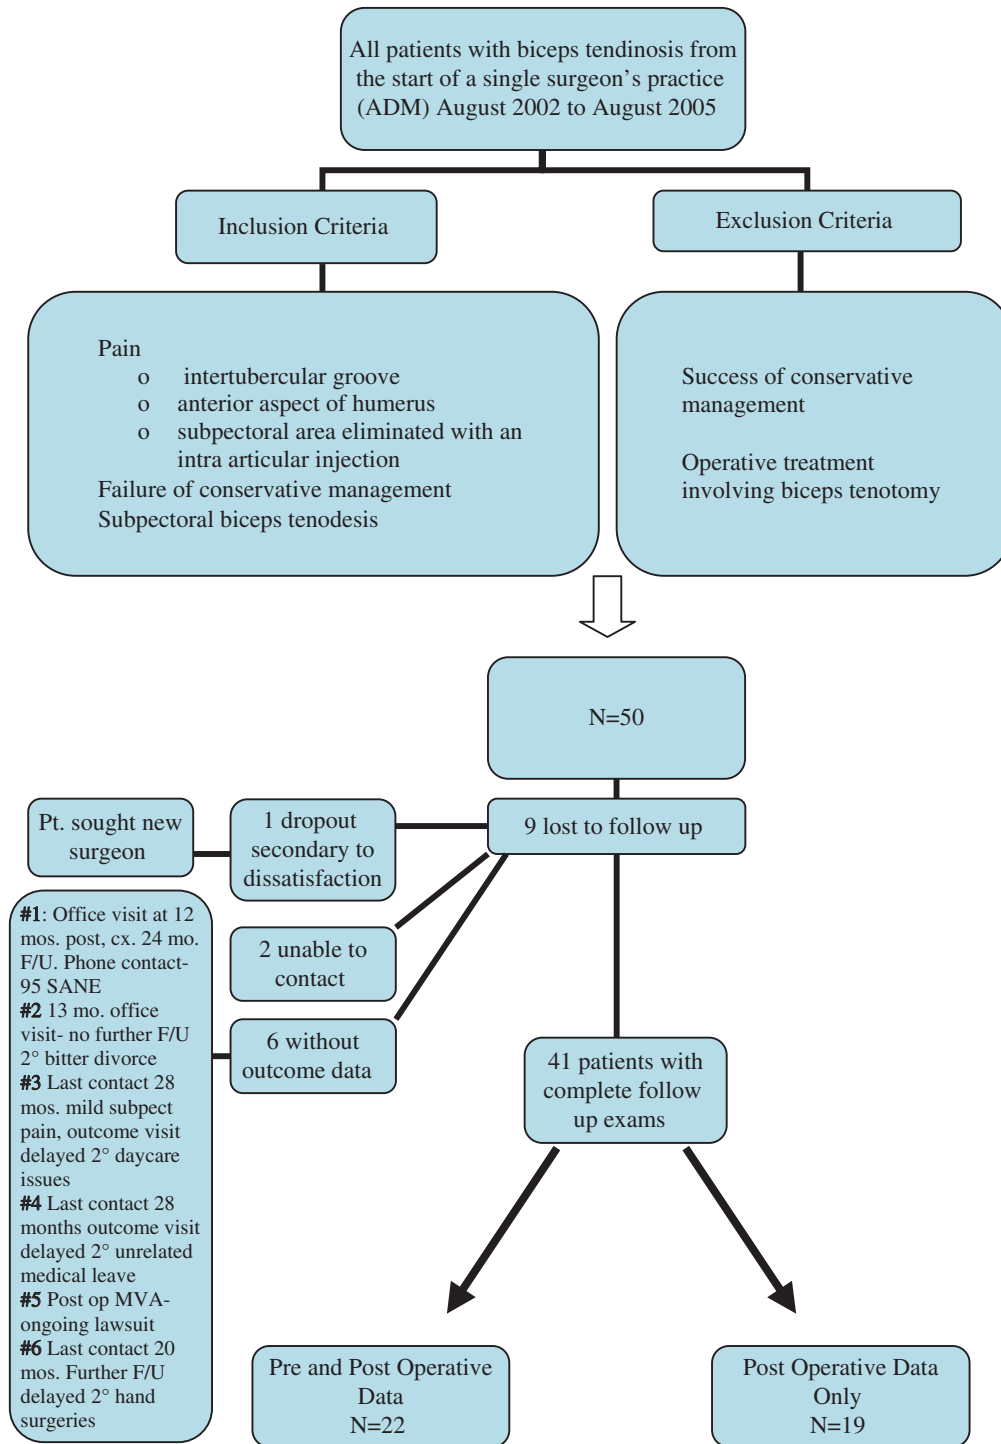 All patients with biceps tendinosis from
the start of a single surgeon's practice
(ADM) August 2002 to August 2005
Inclusion Criteria
Exclusion Criteria
Pain
o intertubercular groove
o anterior aspect of humerus
o subpectoral area eliminated with an
intra articular injection
Failure of conservative management
Subpectoral biceps tenodesis
Success of conservative
management
Operative treatment
involving biceps tenotomy
N=50
9 lost to follow up
1 dropout
secondary to
dissatisfaction
Pt. sought new
surgeon
2 unable to
contact
6 without
outcome data
#1: Office visit at 12
mos. post, cx. 24 mo.
F/U. Phone contact-
95 SANE
#2 13 mo. office
visit- no further F/U
2° bitter divorce
#3 Last contact 28
mos. mild subpect
pain, outcome visit
delayed 2° daycare
issues
#4 Last contact 28
months outcome visit
delayed 2° unrelated
medical leave
#5 Post op MVA-
ongoing lawsuit
#6 Last contact 20
mos. Further F/U
delayed 2° hand
surgeries
41 patients with
complete follow
up exams
Pre and Post Operative
Data
N=22
Post Operative Data
Only
N=19